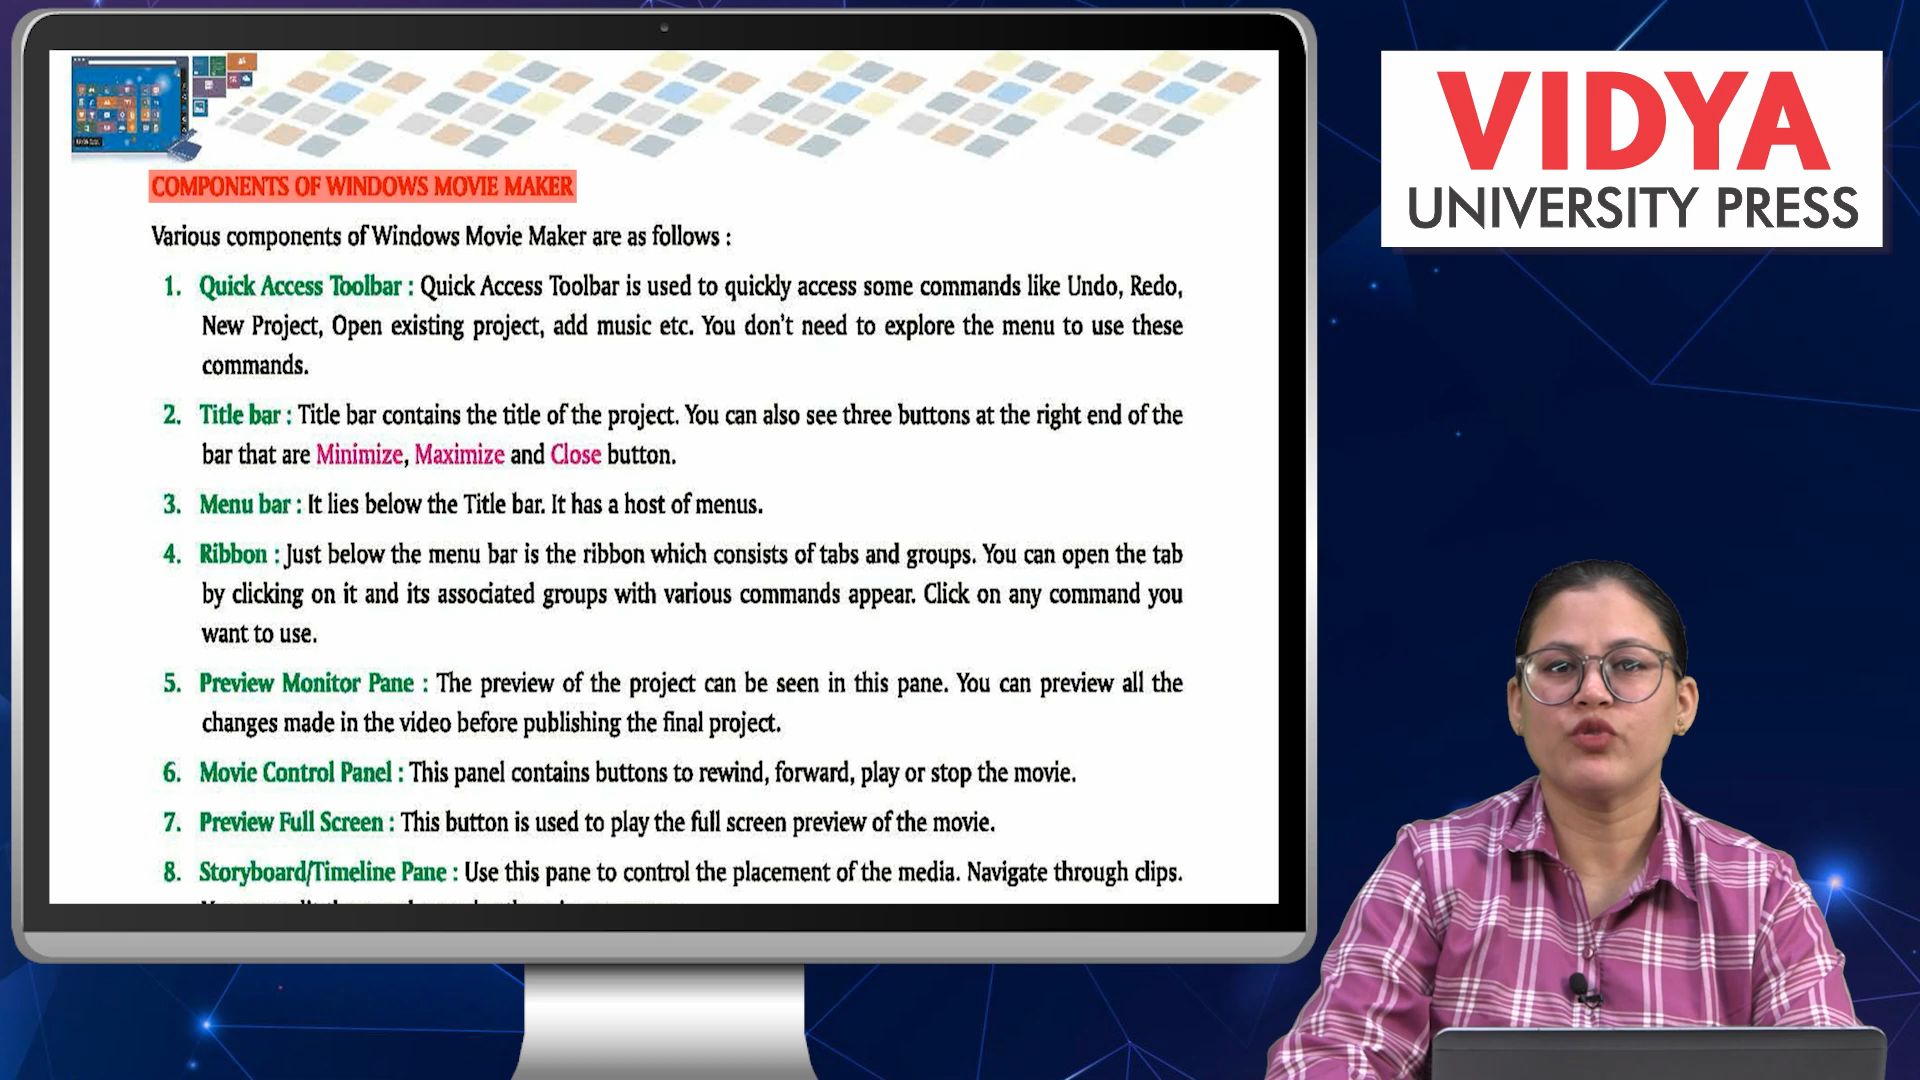 COMPONENTS OF WINDOWS MOVIE MAKER
Various components of Windows Movie Maker are as follows :
1. Quick Access Toolbar : Quick Access Toolbar is used to quickly access some commands like Undo, Redo,
New Project, Open existing project, add music etc. You don't need to explore the menu to use these
commands.
2. Title bar : Title bar contains the title of the project. You can also see three buttons at the right end of the
bar that are Minimize, Maximize and Close button.
3. Menu bar : It lies below the Title bar. It has a host of menus.
4. Ribbon : Just below the menu bar is the ribbon which consists of tabs and groups. You can open the tab
by clicking on it and its associated groups with various commands appear. Click on any command you
want to use.
5. Preview Monitor Pane : The preview of the project can be seen in this pane. You can preview all the
changes made in the video before publishing the final project.
6. Movie Control Panel : This panel contains buttons to rewind, forward, play or stop the movie.
7. Preview Full Screen : This button is used to play the full screen preview of the movie.
8. Storyboard/Timeline Pane : Use this pane to control the placement of the media. Navigate through clips.
VIDYA
UNIVERSITY PRESS